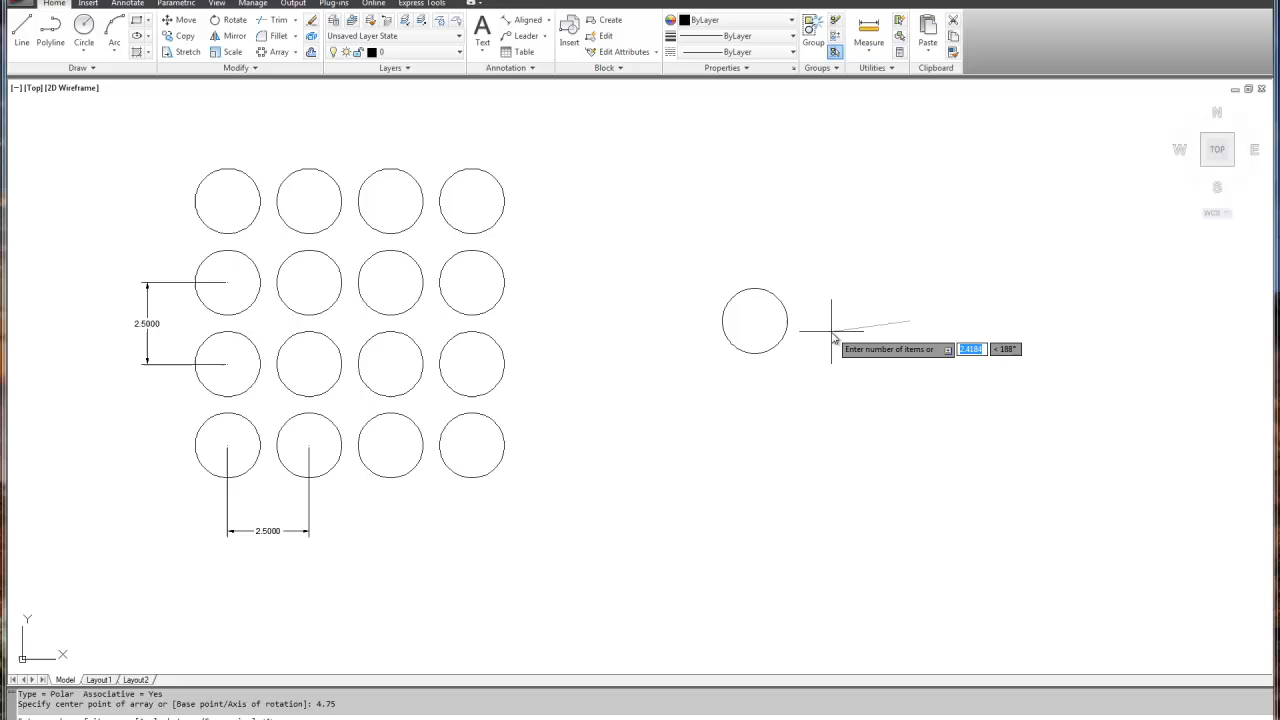 Home Insert Annotate Parametric View Manage Output Plug-ins Online Express Tools
Line Polyline Circle Arc
Move Rotate Trim
Copy Mirror Fillet
Stretch Scale Array
Unsaved Layer State
0
Text
Aligned
Leader
Table
Insert
Create
Edit
Edit Attributes
ByLayer
ByLayer
ByLayer
Group
Measure
Paste
Draw Modify Layers Annotation Block Properties Groups Utilities Clipboard
[−] [Top] [2D Wireframe]
N
W TOP E
S
WCS
2.5000
Enter number of items or 2.4184 < 188°
2.5000
Y
X
Model Layout1 Layout2
Type = Polar Associative = Yes
Specify center point of array or [Base point/Axis of rotation]: 4.75